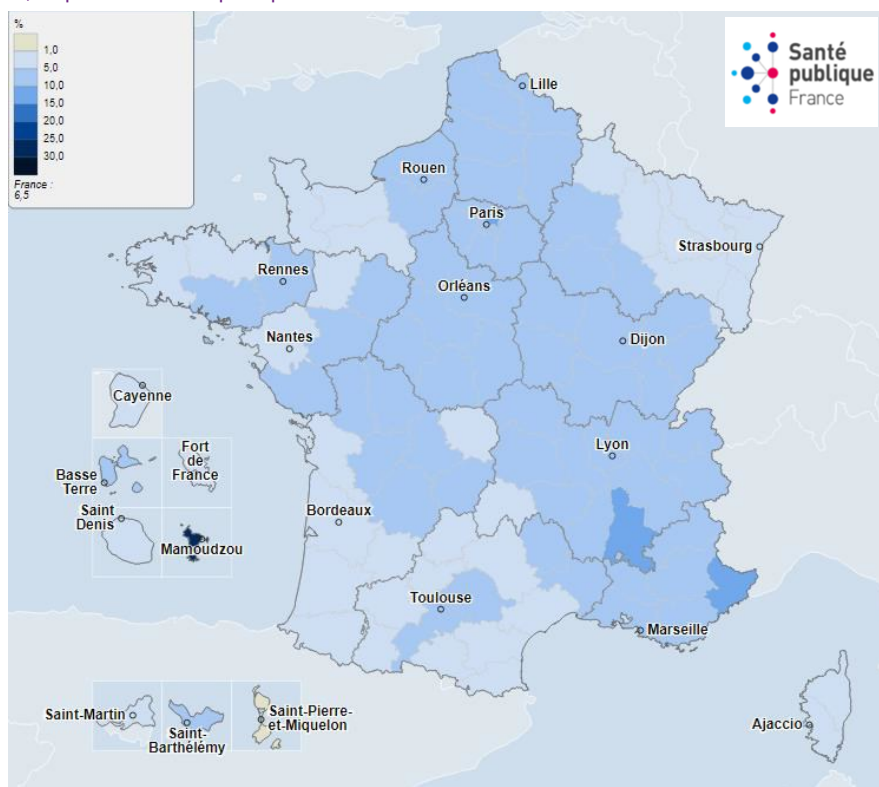 %
1,0
5,0
10,0
15,0
20,0
25,0
30,0
France :
6,5
Santé
publique
France
Lille
Rouen
Paris
Strasbourg
Rennes
Orléans
Nantes
Dijon
Cayenne
Lyon
Fort
de
France
Basse
Terre
Saint
Denis
Bordeaux
Mamoudzou
Toulouse
Marseille
Saint-Martin
Saint-
Barthélémy
Saint-Pierre-
et-Miquelon
Ajaccio